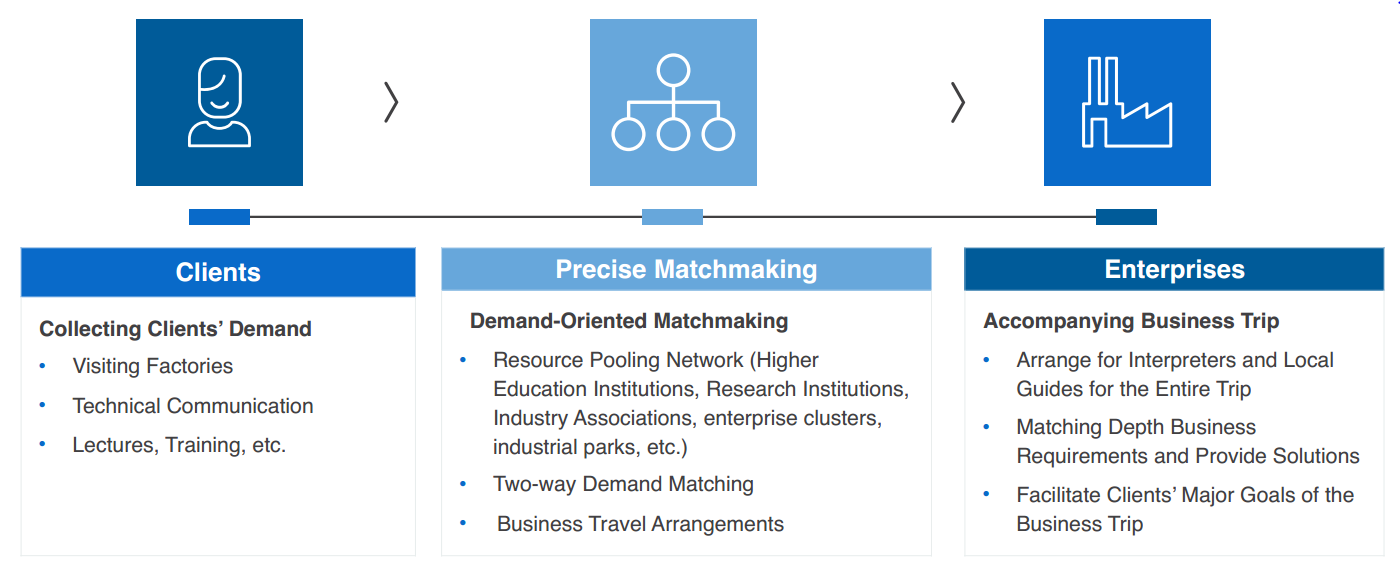 Clients
Collecting Clients’ Demand
• Visiting Factories
• Technical Communication
• Lectures, Training, etc.
Precise Matchmaking
Demand-Oriented Matchmaking
• Resource Pooling Network (Higher
Education Institutions, Research Institutions,
Industry Associations, enterprise clusters,
industrial parks, etc.)
• Two-way Demand Matching
• Business Travel Arrangements
Enterprises
Accompanying Business Trip
• Arrange for Interpreters and Local
Guides for the Entire Trip
• Matching Depth Business
Requirements and Provide Solutions
• Facilitate Clients’ Major Goals of the
Business Trip